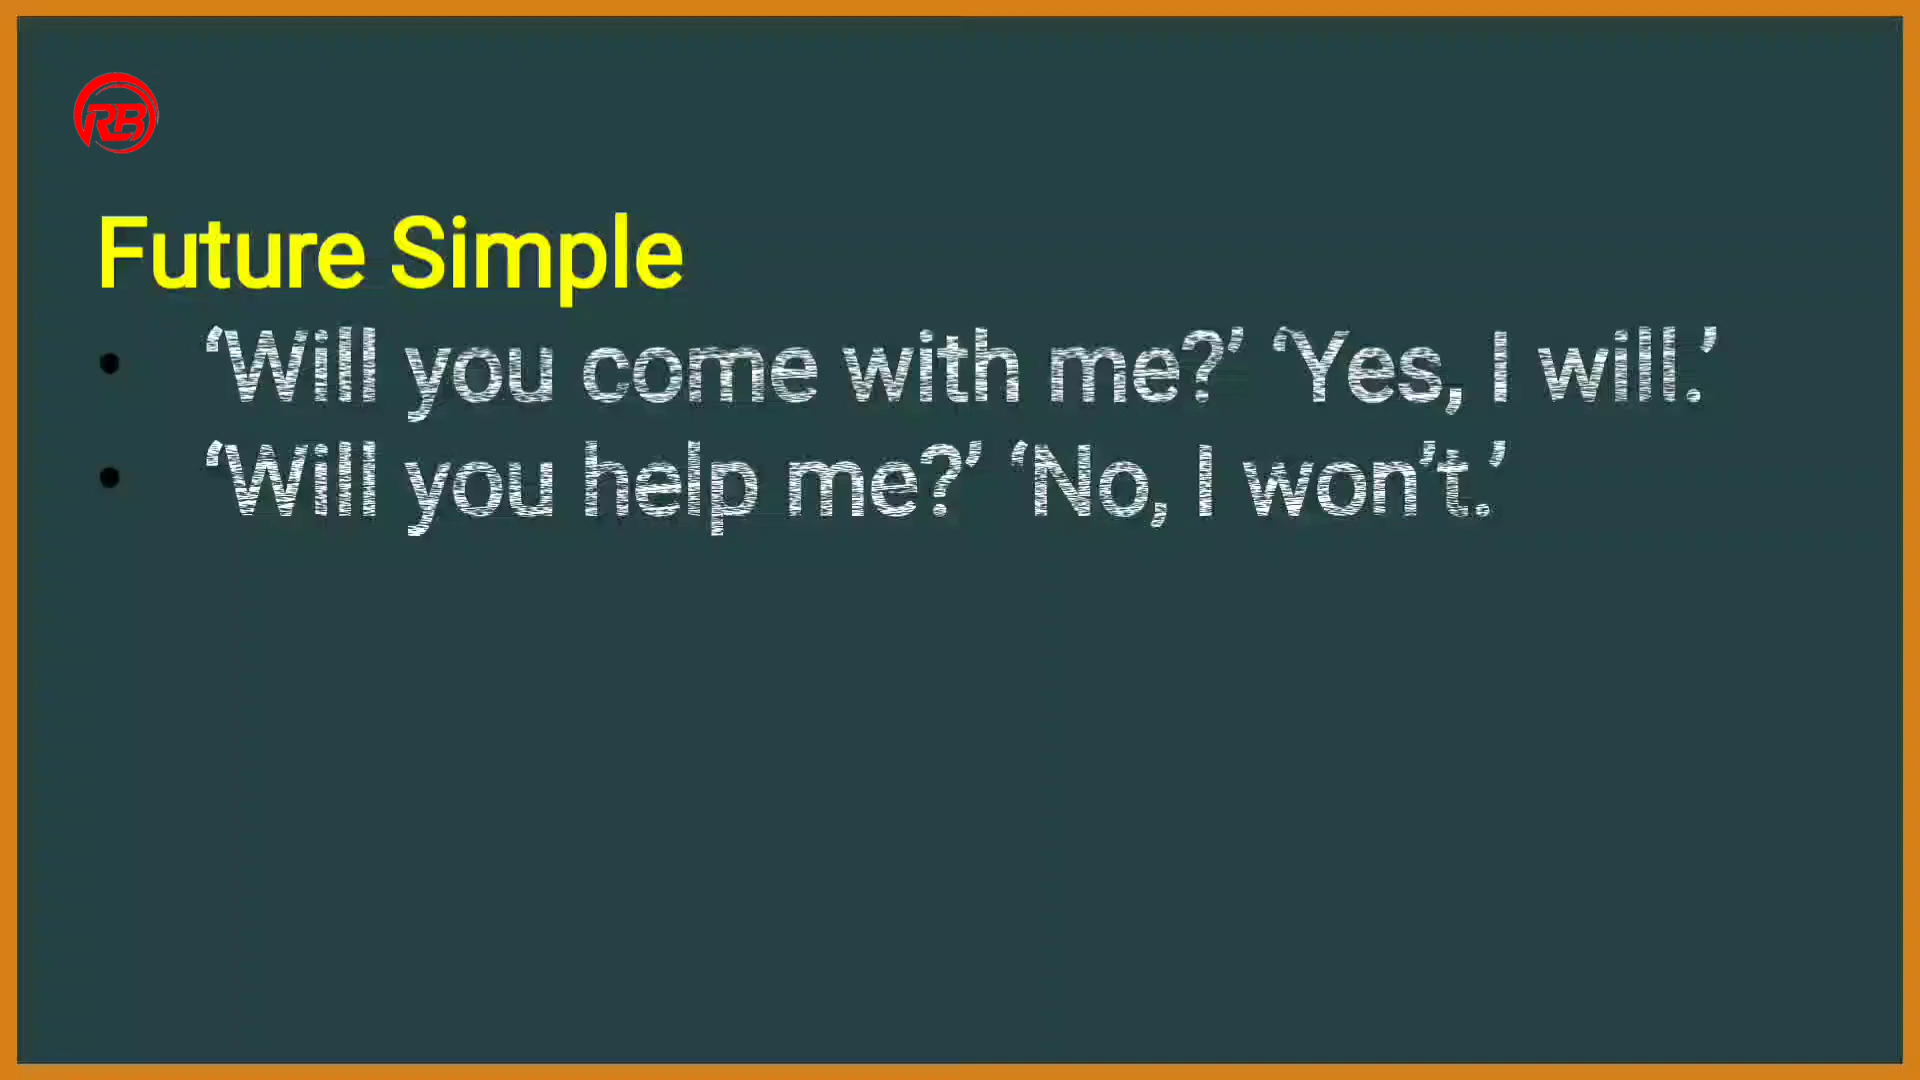 RB
Future Simple
• ‘Will you come with me?’ ‘Yes, I will.’
• ‘Will you help me?’ ‘No, I won’t.’